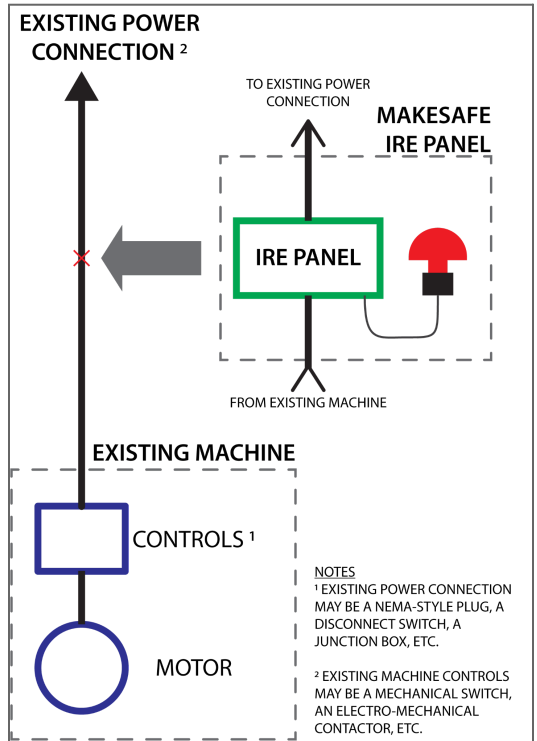 EXISTING POWER
CONNECTION ²
TO EXISTING POWER
CONNECTION
MAKESAFE
IRE PANEL
IRE PANEL
FROM EXISTING MACHINE
EXISTING MACHINE
CONTROLS ¹
MOTOR
NOTES
¹ EXISTING POWER CONNECTION
MAY BE A NEMA-STYLE PLUG, A
DISCONNECT SWITCH, A
JUNCTION BOX, ETC.
² EXISTING MACHINE CONTROLS
MAY BE A MECHANICAL SWITCH,
AN ELECTRO-MECHANICAL
CONTACTOR, ETC.